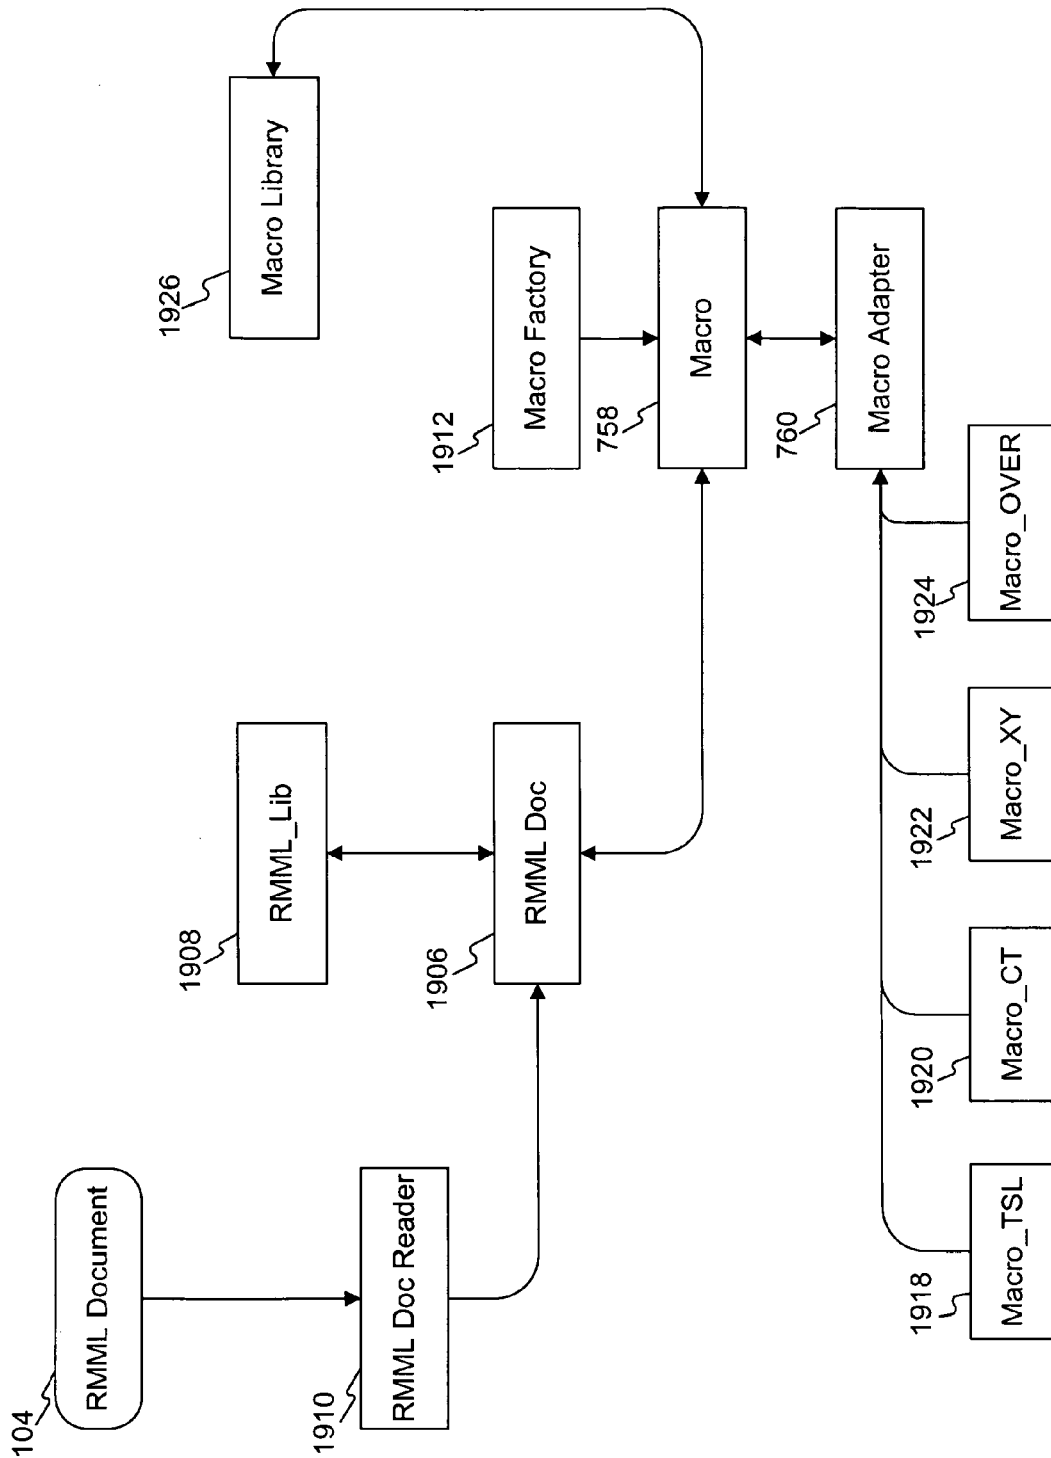 104
RMML Document
1910
RMML Doc Reader
1908
RMML_Lib
1906
RMML Doc
1926
Macro Library
1912
Macro Factory
758
Macro
760
Macro Adapter
1918
Macro_TSL
1920
Macro_CT
1922
Macro_XY
1924
Macro_OVER